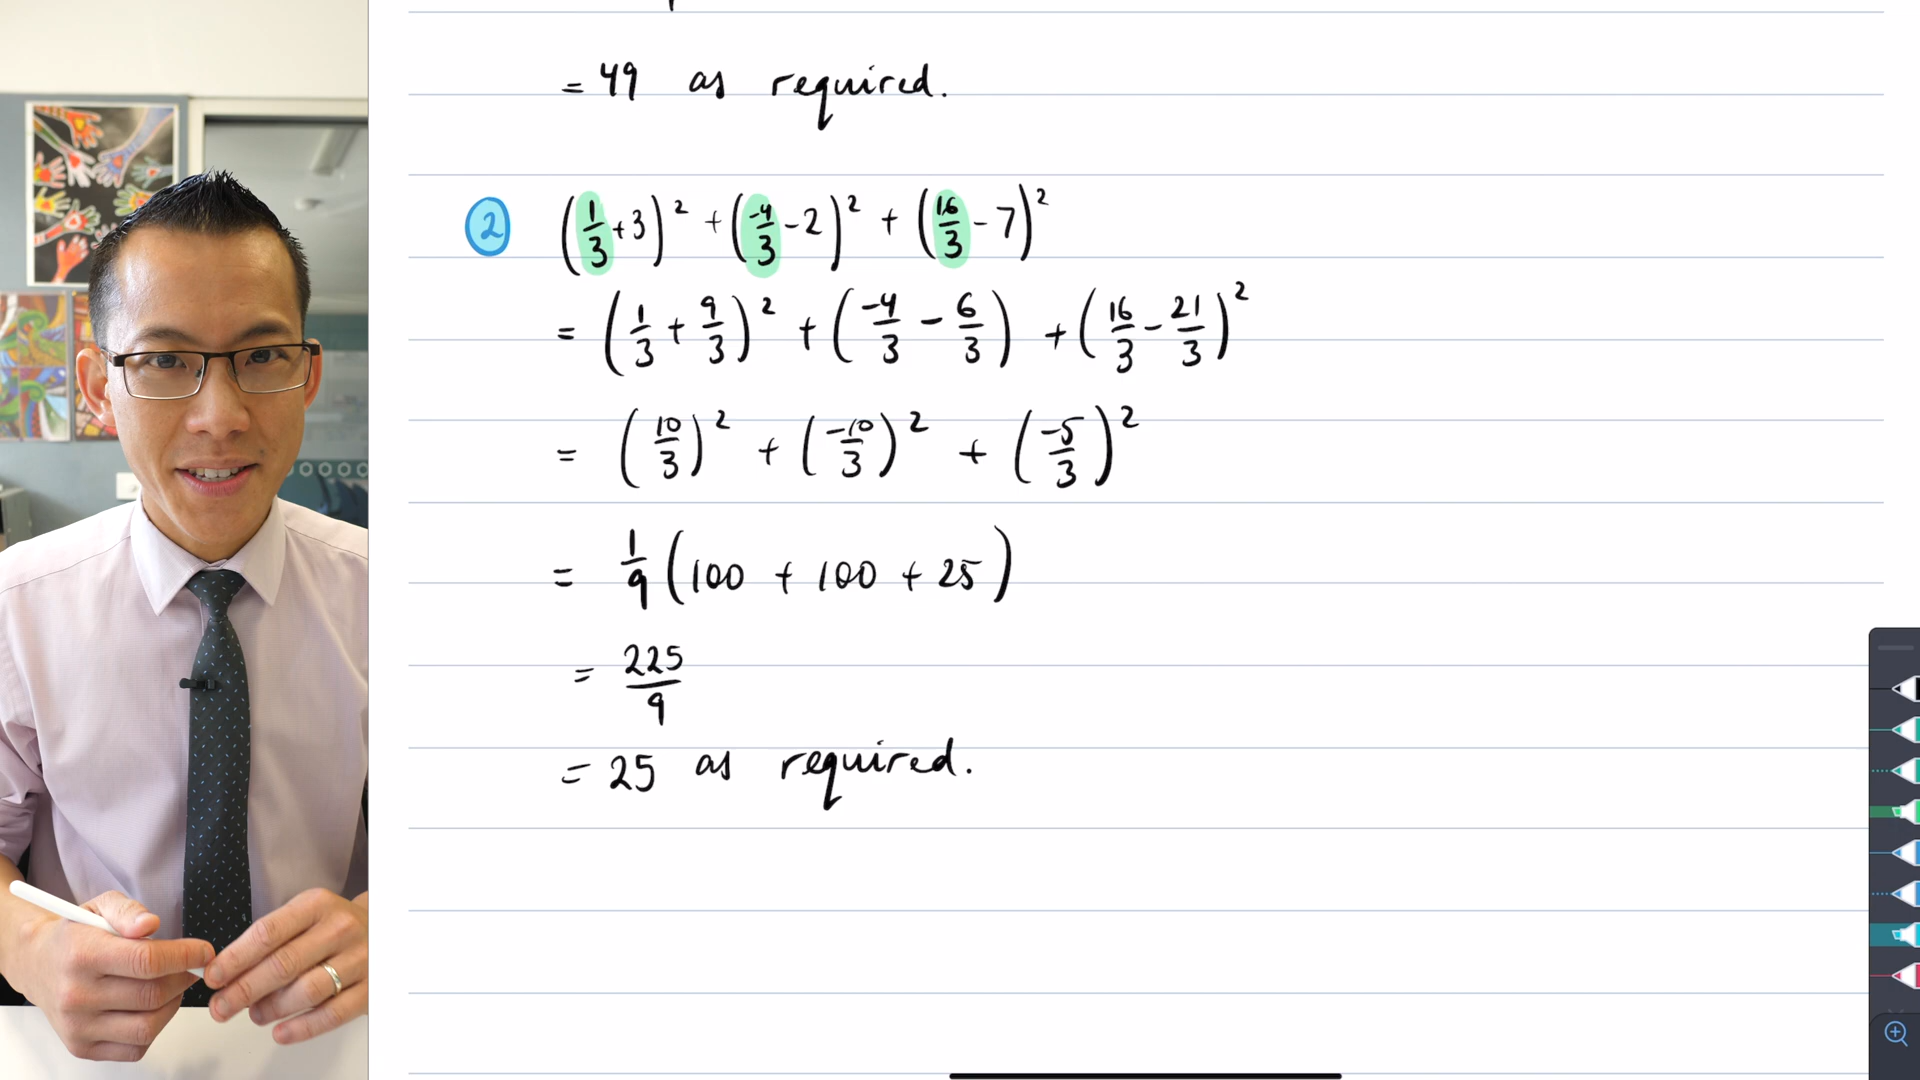 = 49 as required.
2 (1/3 + 3)² + (-4/3 - 2)² + (16/3 - 7)²
= (1/3 + 9/3)² + (-4/3 - 6/3) + (16/3 - 21/3)²
= (10/3)² + (-10/3)² + (-5/3)²
= 1/9 (100 + 100 + 25)
= 225/9
= 25 as required.